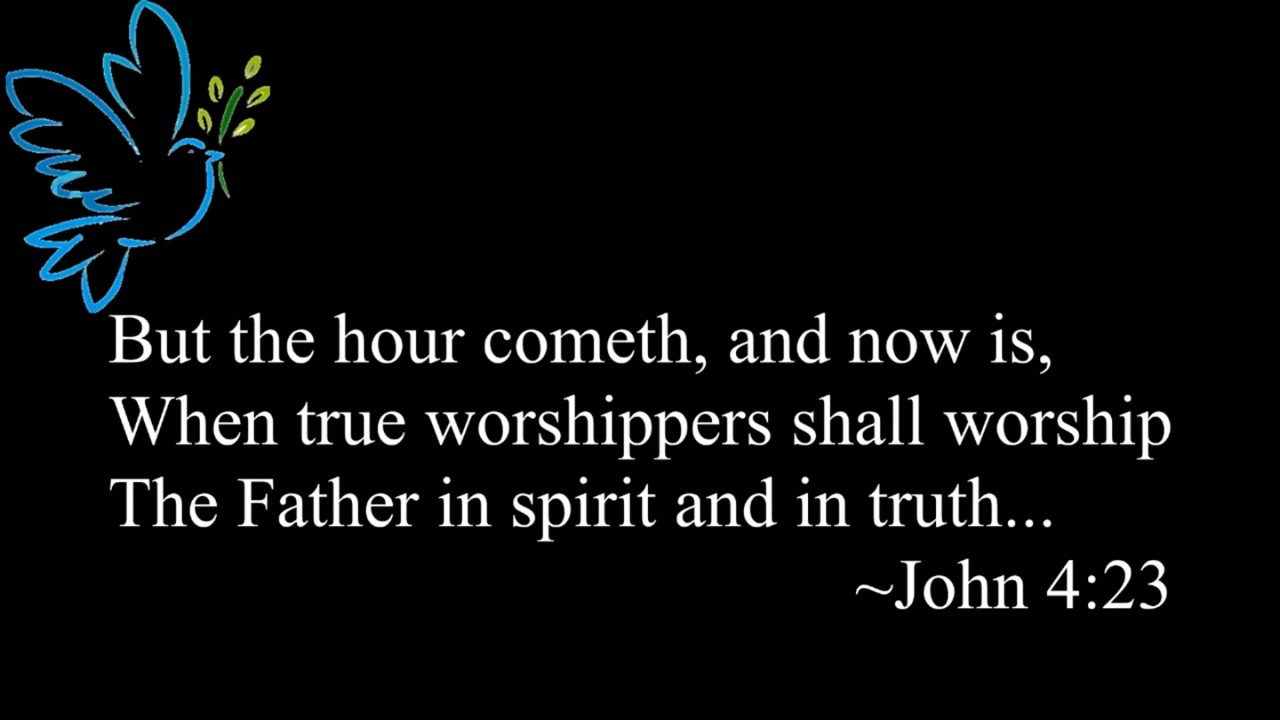 But the hour cometh, and now is,
When true worshippers shall worship
The Father in spirit and in truth...
~John 4:23